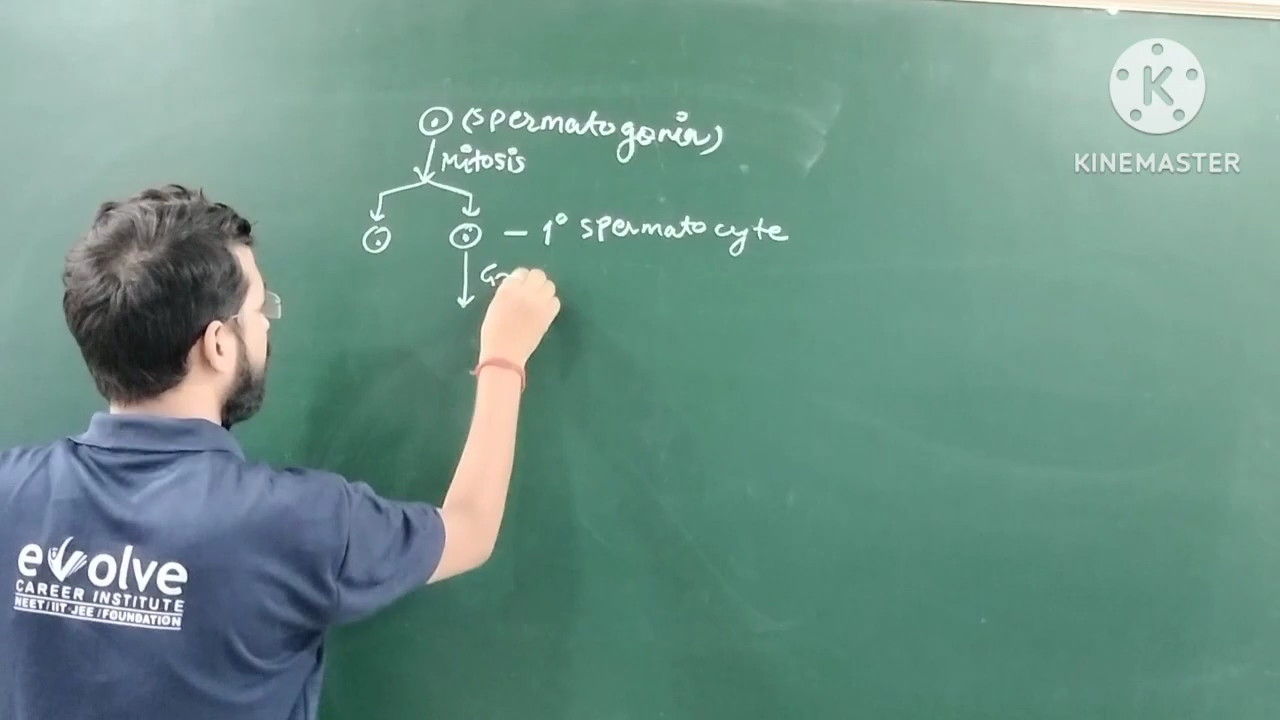 (spermatogonia)
Mitosis
– 1° spermatocyte
KINEMASTER
evolve
CAREER INSTITUTE
NEET/IIT-JEE/FOUNDATION